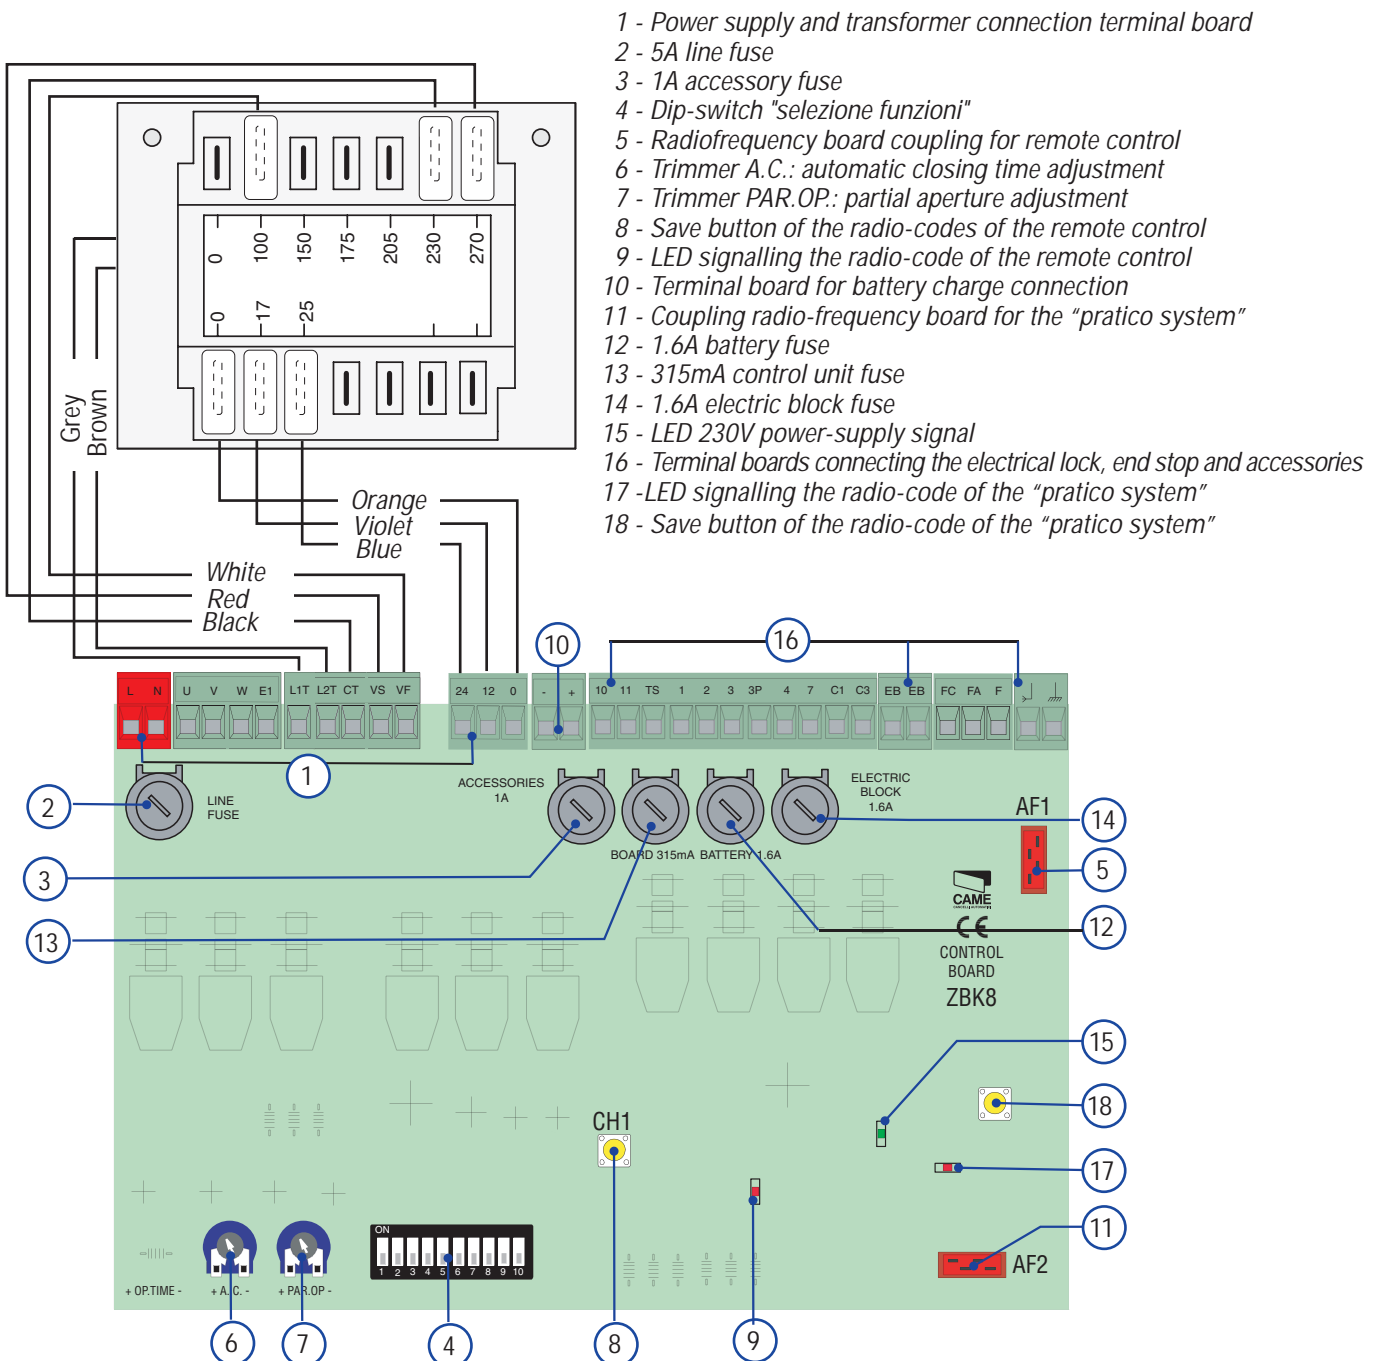 1 - Power supply and transformer connection terminal board
2 - 5A line fuse
3 - 1A accessory fuse
4 - Dip-switch "selezione funzioni"
5 - Radiofrequency board coupling for remote control
6 - Trimmer A.C.: automatic closing time adjustment
7 - Trimmer PAR.OP.: partial aperture adjustment
8 - Save button of the radio-codes of the remote control
9 - LED signalling the radio-code of the remote control
10 - Terminal board for battery charge connection
11 - Coupling radio-frequency board for the “pratico system”
12 - 1.6A battery fuse
13 - 315mA control unit fuse
14 - 1.6A electric block fuse
15 - LED 230V power-supply signal
16 - Terminal boards connecting the electrical lock, end stop and accessories
17 -LED signalling the radio-code of the “pratico system”
18 - Save button of the radio-code of the “pratico system”
0 100 150 175 205 230 270
0 17 25
Grey
Brown
Orange
Violet
Blue
White
Red
Black
10 16
L N U V W E1 L1T L2T CT VS VF 24 12 0 - + 10 11 TS 1 2 3 3P 4 7 C1 C3 EB EB FC FA F
1
2
LINE
FUSE
ACCESSORIES
1A
ELECTRIC
BLOCK
1.6A
AF1
14
BOARD 315mA BATTERY 1.6A
3
5
CAME
CANCELLI AUTOMATICI
CE
13
12
CONTROL
BOARD
ZBK8
15
CH1
18
17
11
AF2
ON
1 2 3 4 5 6 7 8 9 10
+ OP.TIME - + A.C. - + PAR.OP -
6 7 4 8 9